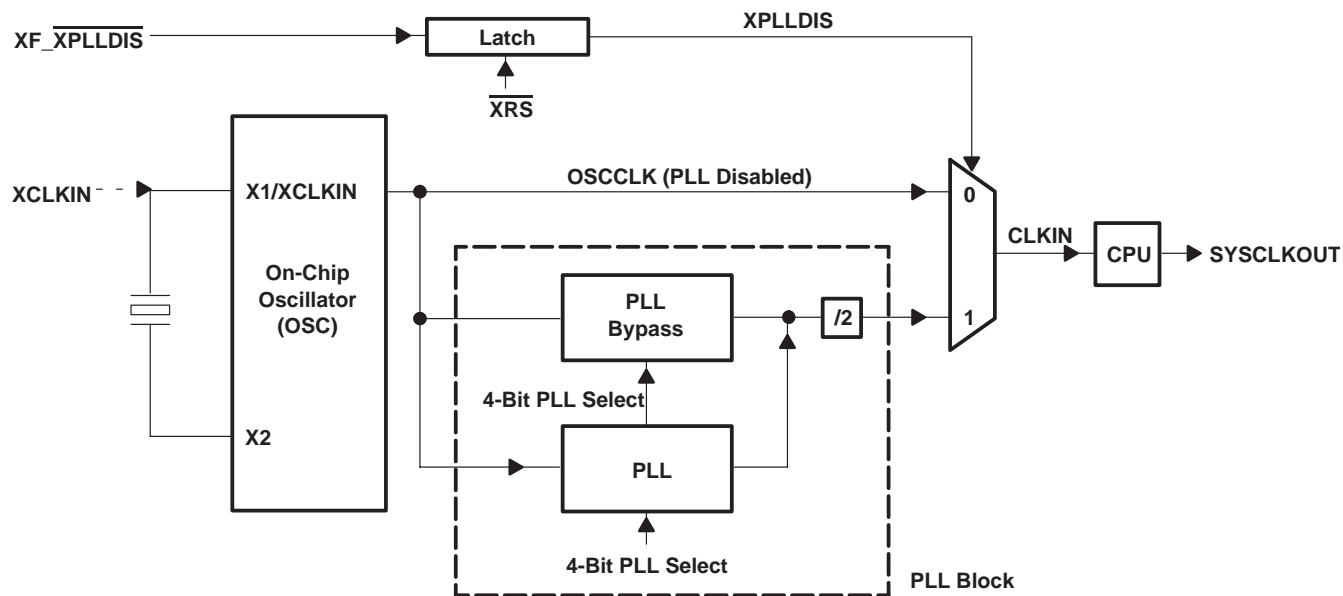 XPLLDIS
XF_XPLLDIS
Latch
XRS
XCLKIN
X1/XCLKIN
OSCCLK (PLL Disabled)
0
On-Chip
Oscillator
(OSC)
CLKIN
CPU
SYSCLKOUT
PLL
Bypass
/2
1
4-Bit PLL Select
X2
PLL
4-Bit PLL Select
PLL Block